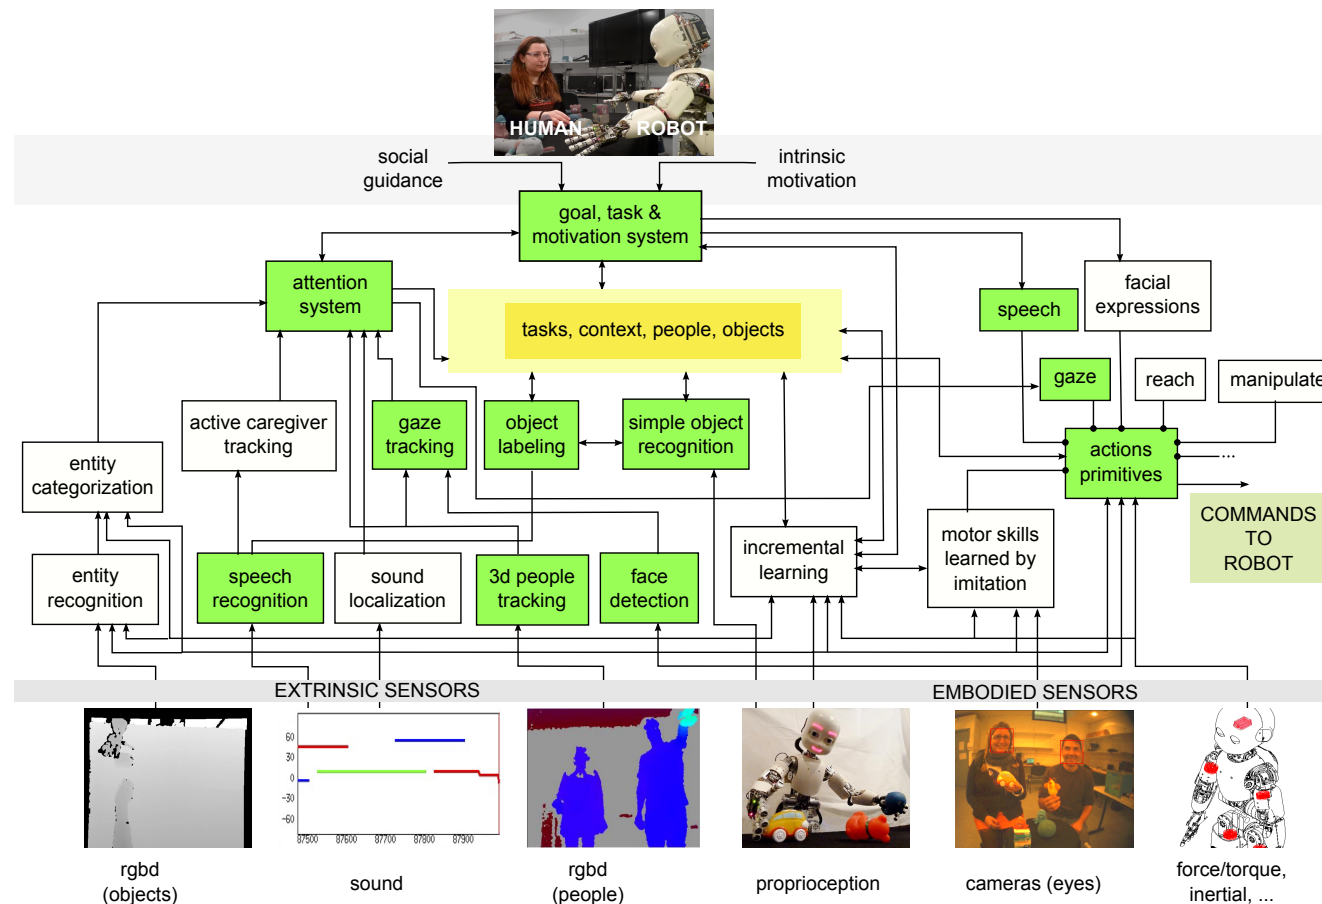 HUMAN
ROBOT
social
guidance
intrinsic
motivation
goal, task &
motivation system
attention
system
facial
expressions
speech
tasks, context, people, objects
gaze
reach
manipulate
active caregiver
tracking
gaze
tracking
object
labeling
simple object
recognition
actions
primitives
...
entity
categorization
COMMANDS
TO
ROBOT
entity
recognition
speech
recognition
sound
localization
3d people
tracking
face
detection
incremental
learning
motor skills
learned by
imitation
EXTRINSIC SENSORS
EMBODIED SENSORS
60
30
0
-30
-60
87500
87600
87700
87800
87900
rgbd
(objects)
sound
rgbd
(people)
proprioception
cameras (eyes)
force/torque,
inertial, ...